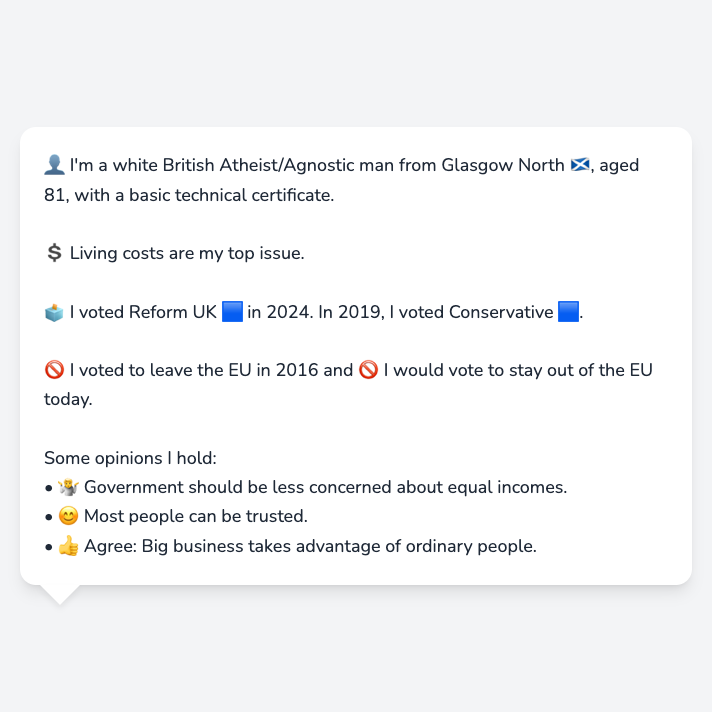 👤 I'm a white British Atheist/Agnostic man from Glasgow North 🏴󠁧󠁢󠁳󠁣󠁴󠁿, aged
81, with a basic technical certificate.
💲 Living costs are my top issue.
🗳️ I voted Reform UK 🟦 in 2024. In 2019, I voted Conservative 🟦.
🚫 I voted to leave the EU in 2016 and 🚫 I would vote to stay out of the EU
today.
Some opinions I hold:
• 🤷 Government should be less concerned about equal incomes.
• 😊 Most people can be trusted.
• 👍 Agree: Big business takes advantage of ordinary people.